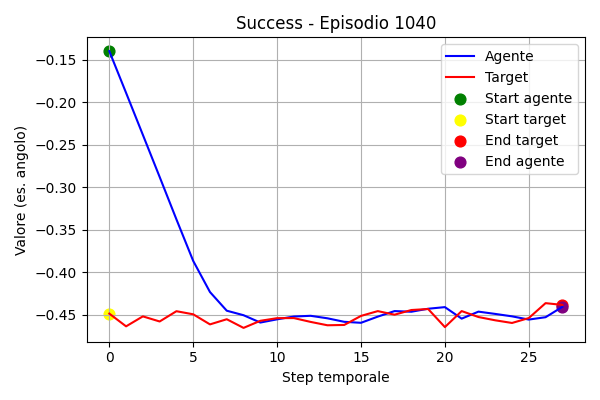 Success - Episodio 1040
Valore (es. angolo)
−0.15
−0.20
−0.25
−0.30
−0.35
−0.40
−0.45
Agente
Target
Start agente
Start target
End target
End agente
0 5 10 15 20 25
Step temporale